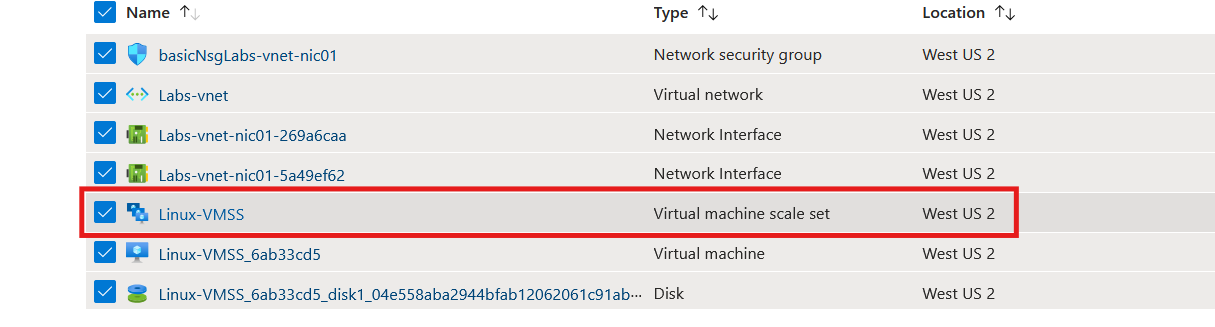 Name ↑↓ Type ↑↓ Location ↑↓
basicNsgLabs-vnet-nic01 Network security group West US 2
Labs-vnet Virtual network West US 2
Labs-vnet-nic01-269a6caa Network Interface West US 2
Labs-vnet-nic01-5a49ef62 Network Interface West US 2
Linux-VMSS Virtual machine scale set West US 2
Linux-VMSS_6ab33cd5 Virtual machine West US 2
Linux-VMSS_6ab33cd5_disk1_04e558aba2944bfab12062061c91ab··· Disk West US 2